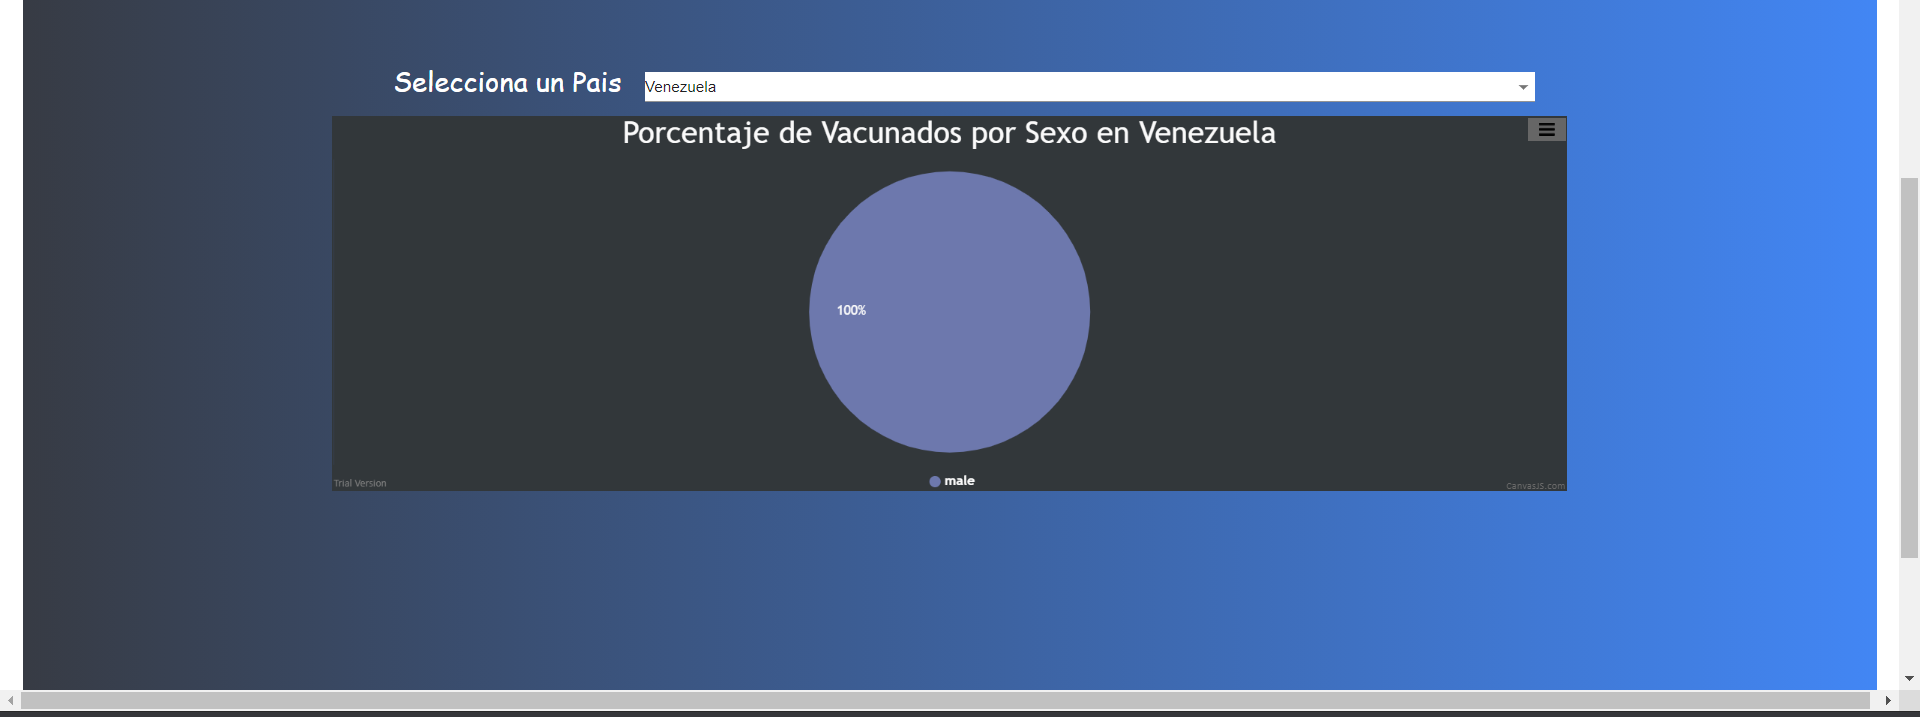 Selecciona un Pais
Venezuela
Porcentaje de Vacunados por Sexo en Venezuela
100%
male
Trial Version
CanvasJS.com